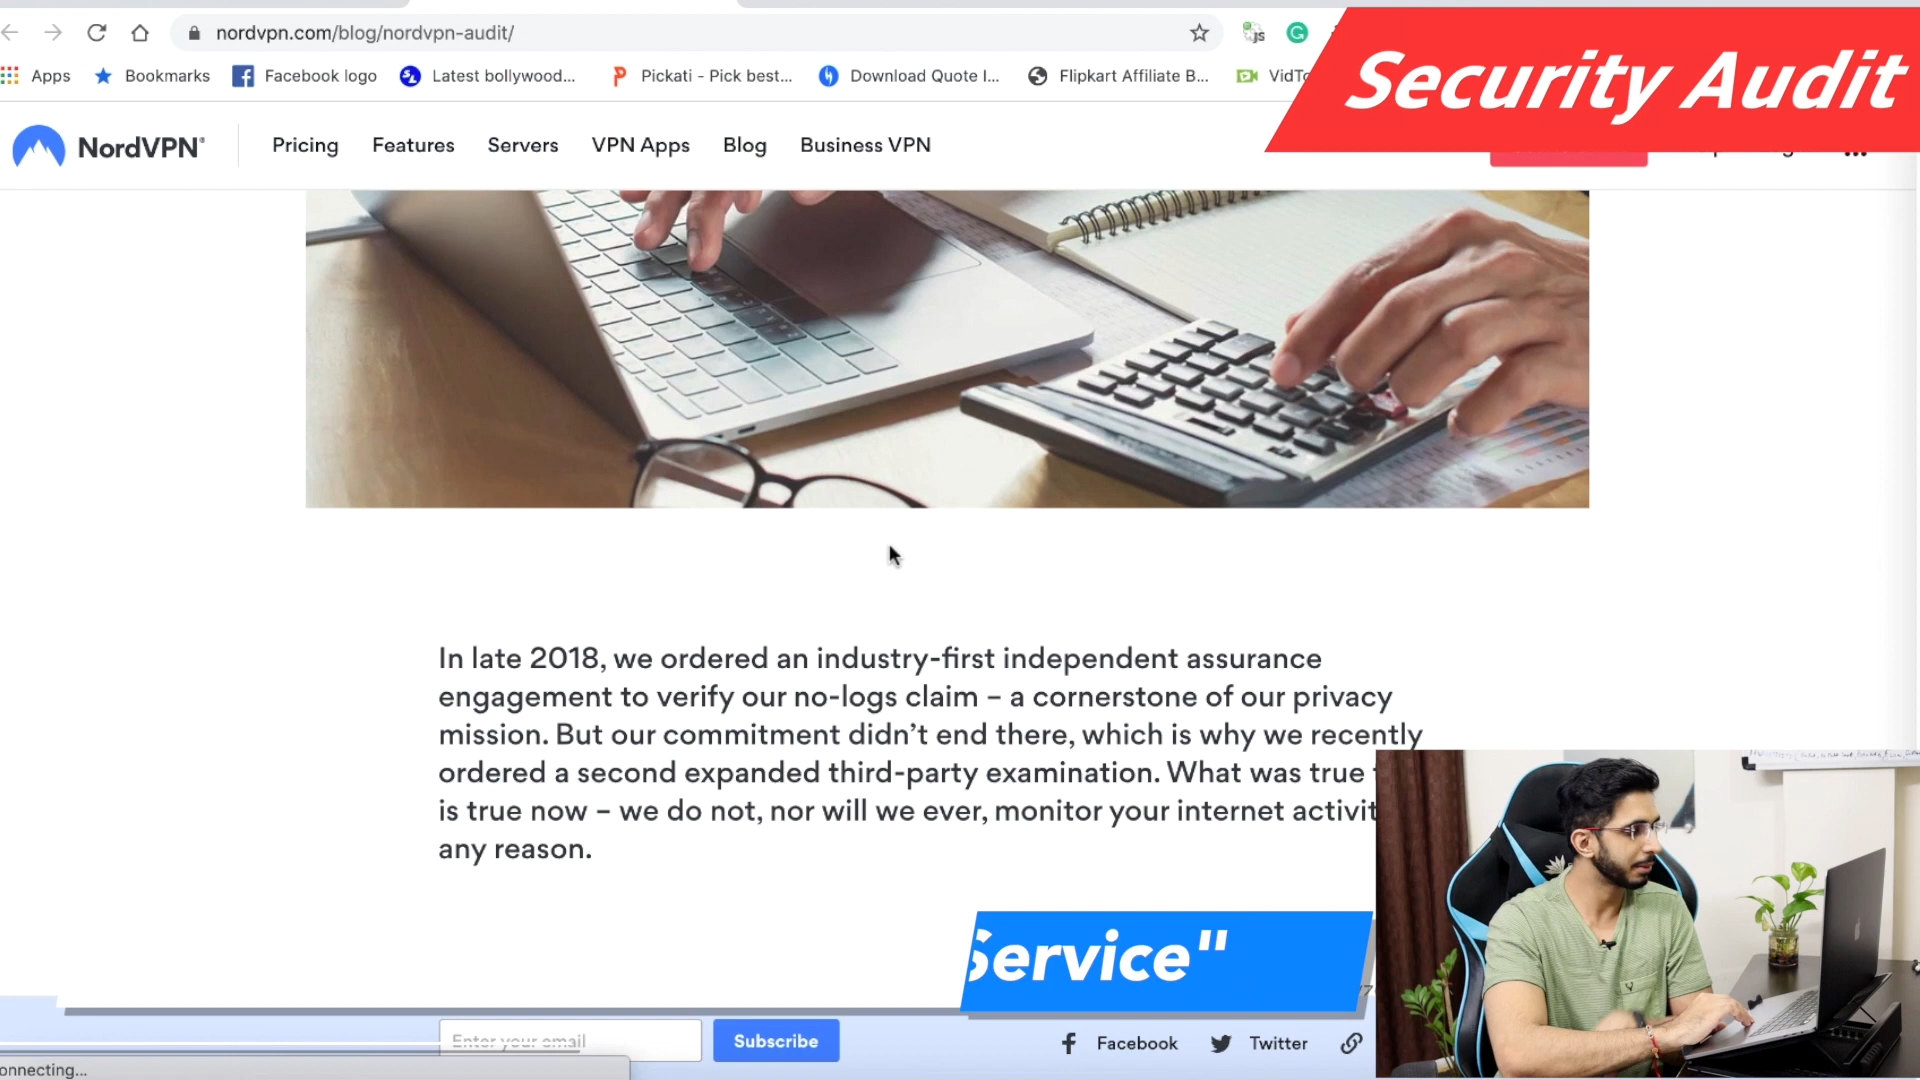 nordvpn.com/blog/nordvpn-audit/
Apps Bookmarks Facebook logo Latest bollywood... Pickati - Pick best... Download Quote I... Flipkart Affiliate B...
Security Audit
NordVPN®
Pricing Features Servers VPN Apps Blog Business VPN
In late 2018, we ordered an industry-first independent assurance
engagement to verify our no-logs claim – a cornerstone of our privacy
mission. But our commitment didn’t end there, which is why we recently
ordered a second expanded third-party examination. What was true
is true now – we do not, nor will we ever, monitor your internet
any reason.
Service"
Enter your email
Subscribe
Facebook Twitter